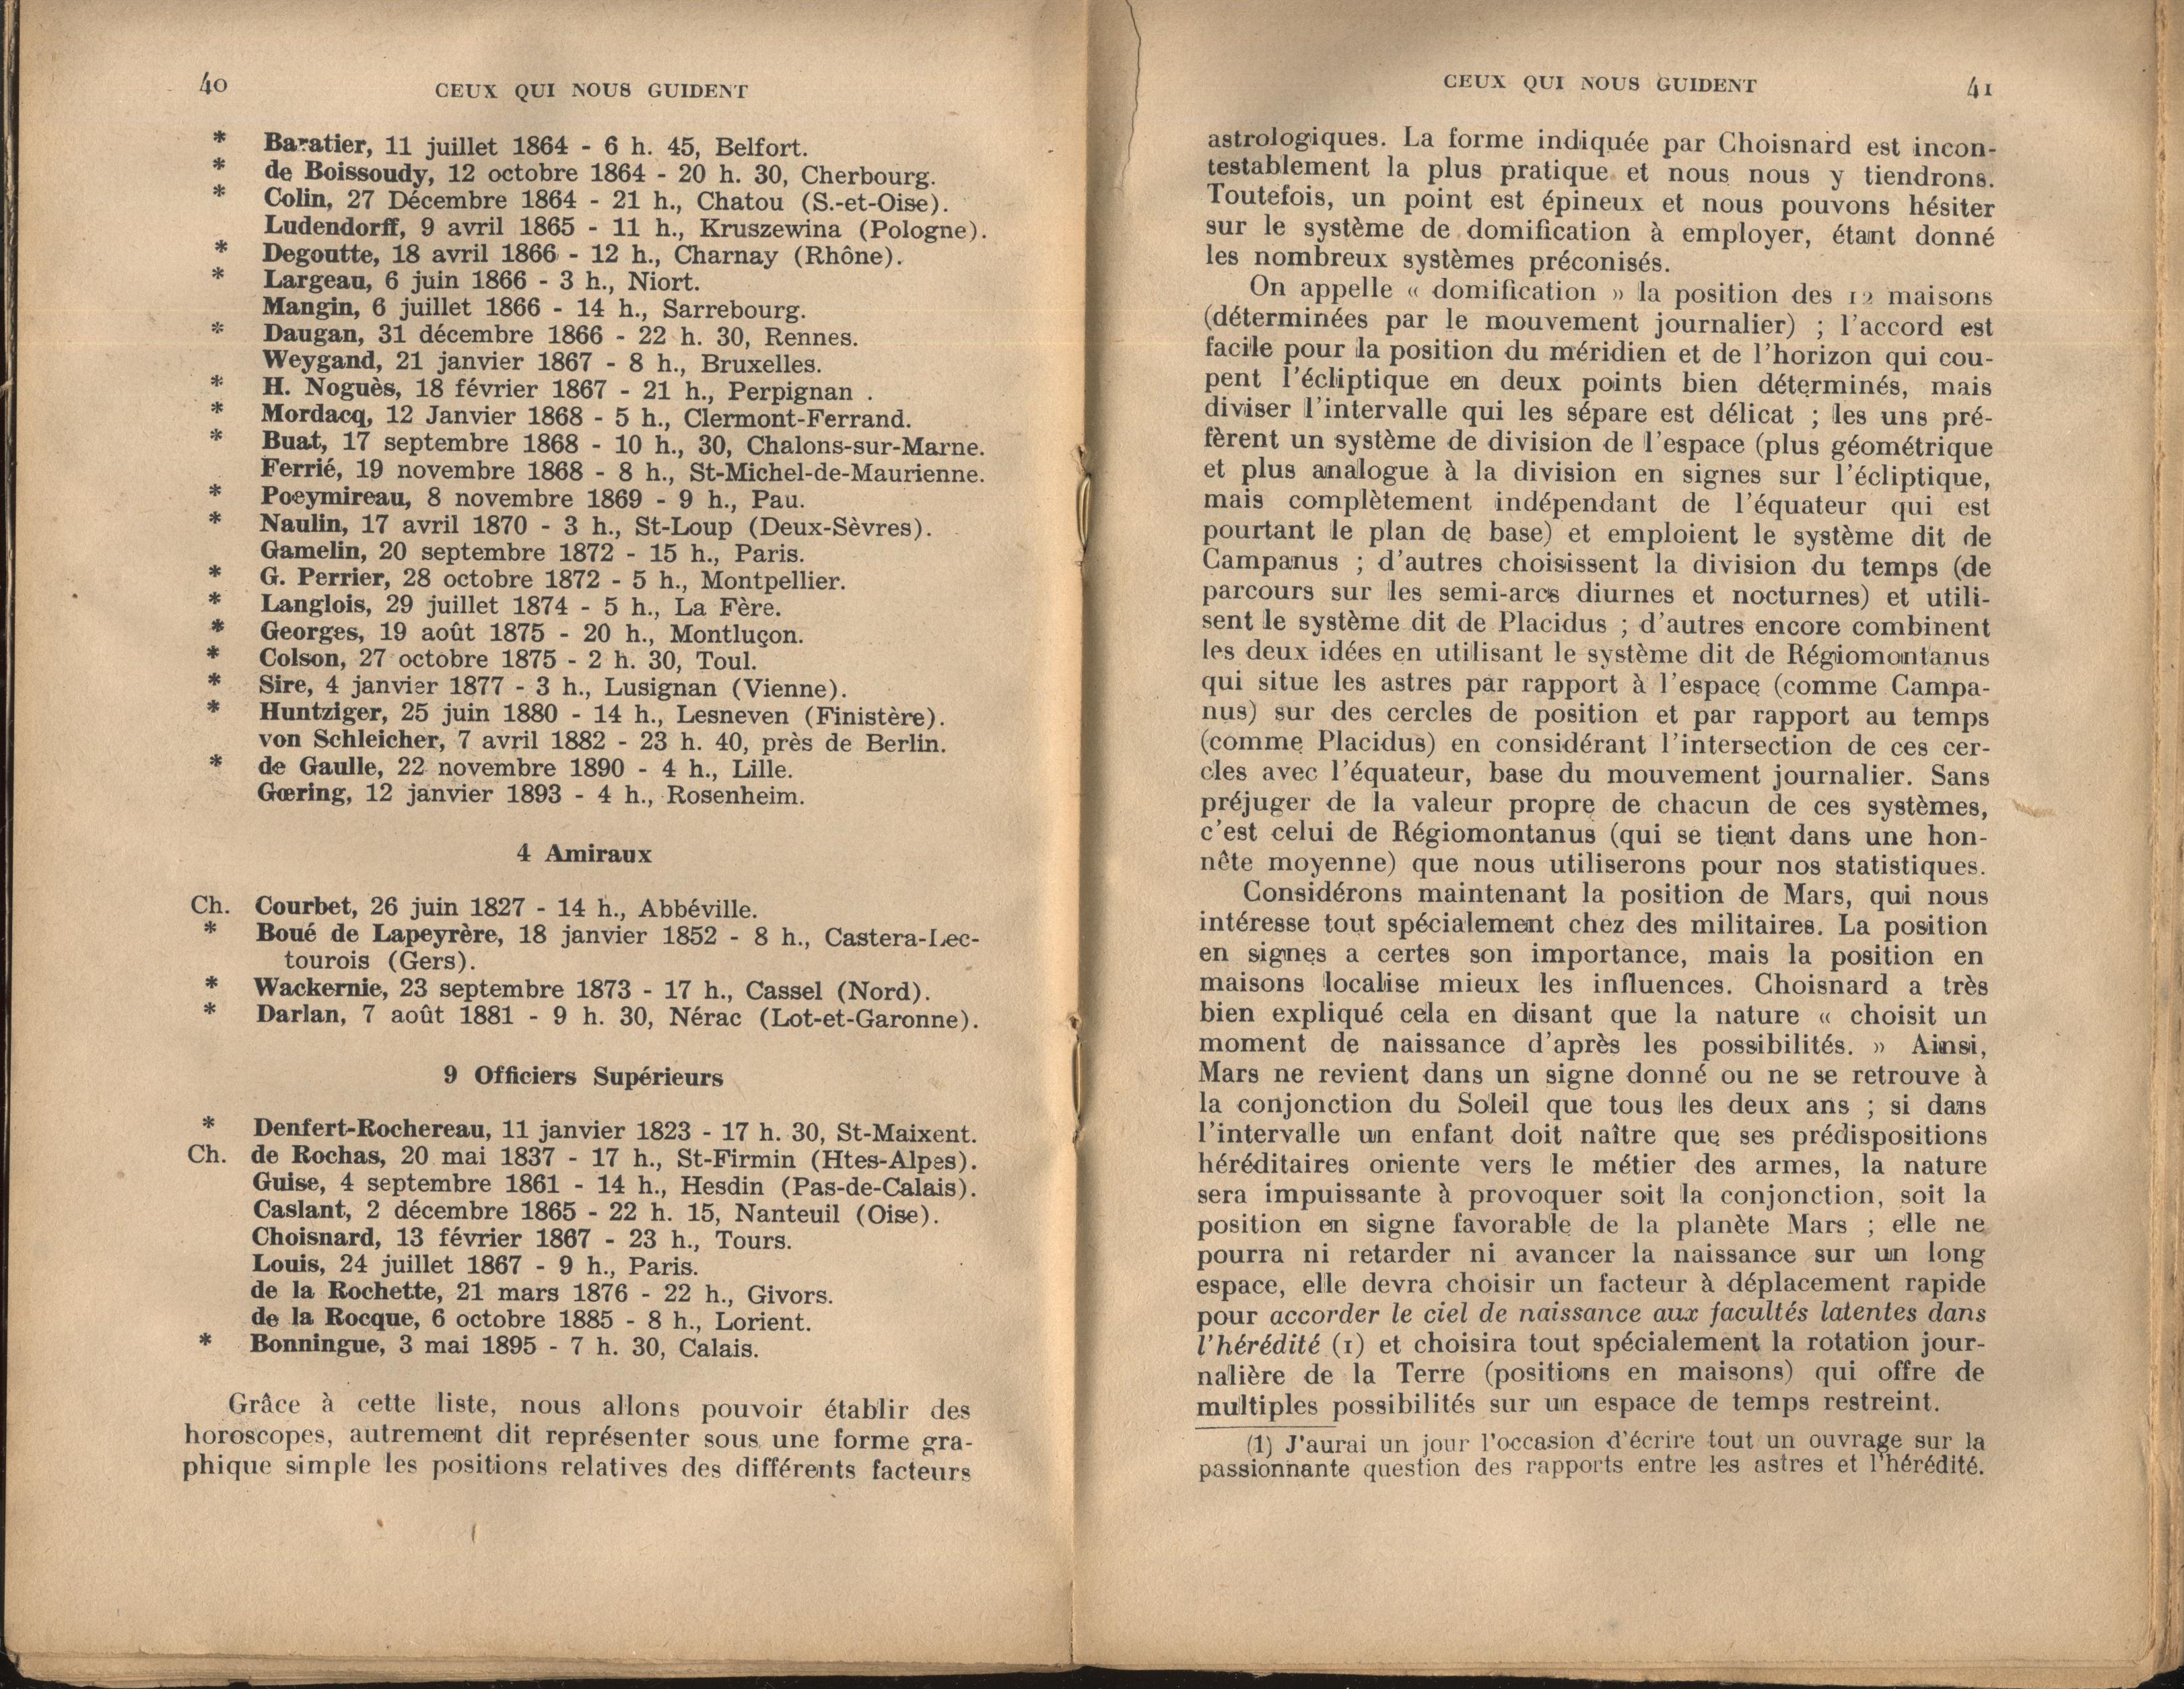 40
CEUX QUI NOUS GUIDENT
* Baratier, 11 juillet 1864 - 6 h. 45, Belfort.
* de Boissoudy, 12 octobre 1864 - 20 h. 30, Cherbourg.
* Colin, 27 Décembre 1864 - 21 h., Chatou (S.-et-Oise).
Ludendorff, 9 avril 1865 - 11 h., Kruszewina (Pologne).
* Degoutte, 18 avril 1866 - 12 h., Charnay (Rhône).
* Largeau, 6 juin 1866 - 3 h., Niort.
Mangin, 6 juillet 1866 - 14 h., Sarrebourg.
* Daugan, 31 décembre 1866 - 22 h. 30, Rennes.
Weygand, 21 janvier 1867 - 8 h., Bruxelles.
* H. Noguès, 18 février 1867 - 21 h., Perpignan .
* Mordacq, 12 Janvier 1868 - 5 h., Clermont-Ferrand.
* Buat, 17 septembre 1868 - 10 h., 30, Chalons-sur-Marne.
Ferrié, 19 novembre 1868 - 8 h., St-Michel-de-Maurienne.
* Poeymireau, 8 novembre 1869 - 9 h., Pau.
* Naulin, 17 avril 1870 - 3 h., St-Loup (Deux-Sèvres).
Gamelin, 20 septembre 1872 - 15 h., Paris.
* G. Perrier, 28 octobre 1872 - 5 h., Montpellier.
* Langlois, 29 juillet 1874 - 5 h., La Fère.
* Georges, 19 août 1875 - 20 h., Montluçon.
* Colson, 27 octobre 1875 - 2 h. 30, Toul.
* Sire, 4 janvier 1877 - 3 h., Lusignan (Vienne).
* Huntziger, 25 juin 1880 - 14 h., Lesneven (Finistère).
von Schleicher, 7 avril 1882 - 23 h. 40, près de Berlin.
* de Gaulle, 22 novembre 1890 - 4 h., Lille.
Gœring, 12 janvier 1893 - 4 h., Rosenheim.
4 Amiraux
Ch. Courbet, 26 juin 1827 - 14 h., Abbéville.
* Boué de Lapeyrère, 18 janvier 1852 - 8 h., Castera-Lec-
tourois (Gers).
* Wackernie, 23 septembre 1873 - 17 h., Cassel (Nord).
* Darlan, 7 août 1881 - 9 h. 30, Nérac (Lot-et-Garonne).
9 Officiers Supérieurs
* Denfert-Rochereau, 11 janvier 1823 - 17 h. 30, St-Maixent.
Ch. de Rochas, 20 mai 1837 - 17 h., St-Firmin (Htes-Alpes).
Guise, 4 septembre 1861 - 14 h., Hesdin (Pas-de-Calais).
Caslant, 2 décembre 1865 - 22 h. 15, Nanteuil (Oise).
Choisnard, 13 février 1867 - 23 h., Tours.
Louis, 24 juillet 1867 - 9 h., Paris.
de la Rochette, 21 mars 1876 - 22 h., Givors.
de la Rocque, 6 octobre 1885 - 8 h., Lorient.
* Bonningue, 3 mai 1895 - 7 h. 30, Calais.
Grâce à cette liste, nous allons pouvoir établir des
horoscopes, autrement dit représenter sous une forme gra-
phique simple les positions relatives des différents facteurs
CEUX QUI NOUS GUIDENT
41
astrologiques. La forme indiquée par Choisnard est incon-
testablement la plus pratique et nous nous y tiendrons.
Toutefois, un point est épineux et nous pouvons hésiter
sur le système de domification à employer, étant donné
les nombreux systèmes préconisés.
On appelle « domification » la position des 12 maisons
(déterminées par le mouvement journalier) ; l'accord est
facile pour la position du méridien et de l'horizon qui cou-
pent l'écliptique en deux points bien déterminés, mais
diviser l'intervalle qui les sépare est délicat ; les uns pré-
fèrent un système de division de l'espace (plus géométrique
et plus analogue à la division en signes sur l'écliptique,
mais complètement indépendant de l'équateur qui est
pourtant le plan de base) et emploient le système dit de
Campanus ; d'autres choisissent la division du temps (de
parcours sur les semi-arcs diurnes et nocturnes) et utili-
sent le système dit de Placidus ; d'autres encore combinent
les deux idées en utilisant le système dit de Régiomontanus
qui situe les astres par rapport à l'espace (comme Campa-
nus) sur des cercles de position et par rapport au temps
(comme Placidus) en considérant l'intersection de ces cer-
cles avec l'équateur, base du mouvement journalier. Sans
préjuger de la valeur propre de chacun de ces systèmes,
c'est celui de Régiomontanus (qui se tient dans une hon-
nête moyenne) que nous utiliserons pour nos statistiques.
Considérons maintenant la position de Mars, qui nous
intéresse tout spécialement chez des militaires. La position
en signes a certes son importance, mais la position en
maisons localise mieux les influences. Choisnard a très
bien expliqué cela en disant que la nature « choisit un
moment de naissance d'après les possibilités. » Ainsi,
Mars ne revient dans un signe donné ou ne se retrouve à
la conjonction du Soleil que tous les deux ans ; si dans
l'intervalle un enfant doit naître que ses prédispositions
héréditaires oriente vers le métier des armes, la nature
sera impuissante à provoquer soit la conjonction, soit la
position en signe favorable de la planète Mars ; elle ne
pourra ni retarder ni avancer la naissance sur un long
espace, elle devra choisir un facteur à déplacement rapide
pour accorder le ciel de naissance aux facultés latentes dans
l'hérédité (1) et choisira tout spécialement la rotation jour-
nalière de la Terre (positions en maisons) qui offre de
multiples possibilités sur un espace de temps restreint.
(1) J'aurai un jour l'occasion d'écrire tout un ouvrage sur la
passionnante question des rapports entre les astres et l'hérédité.